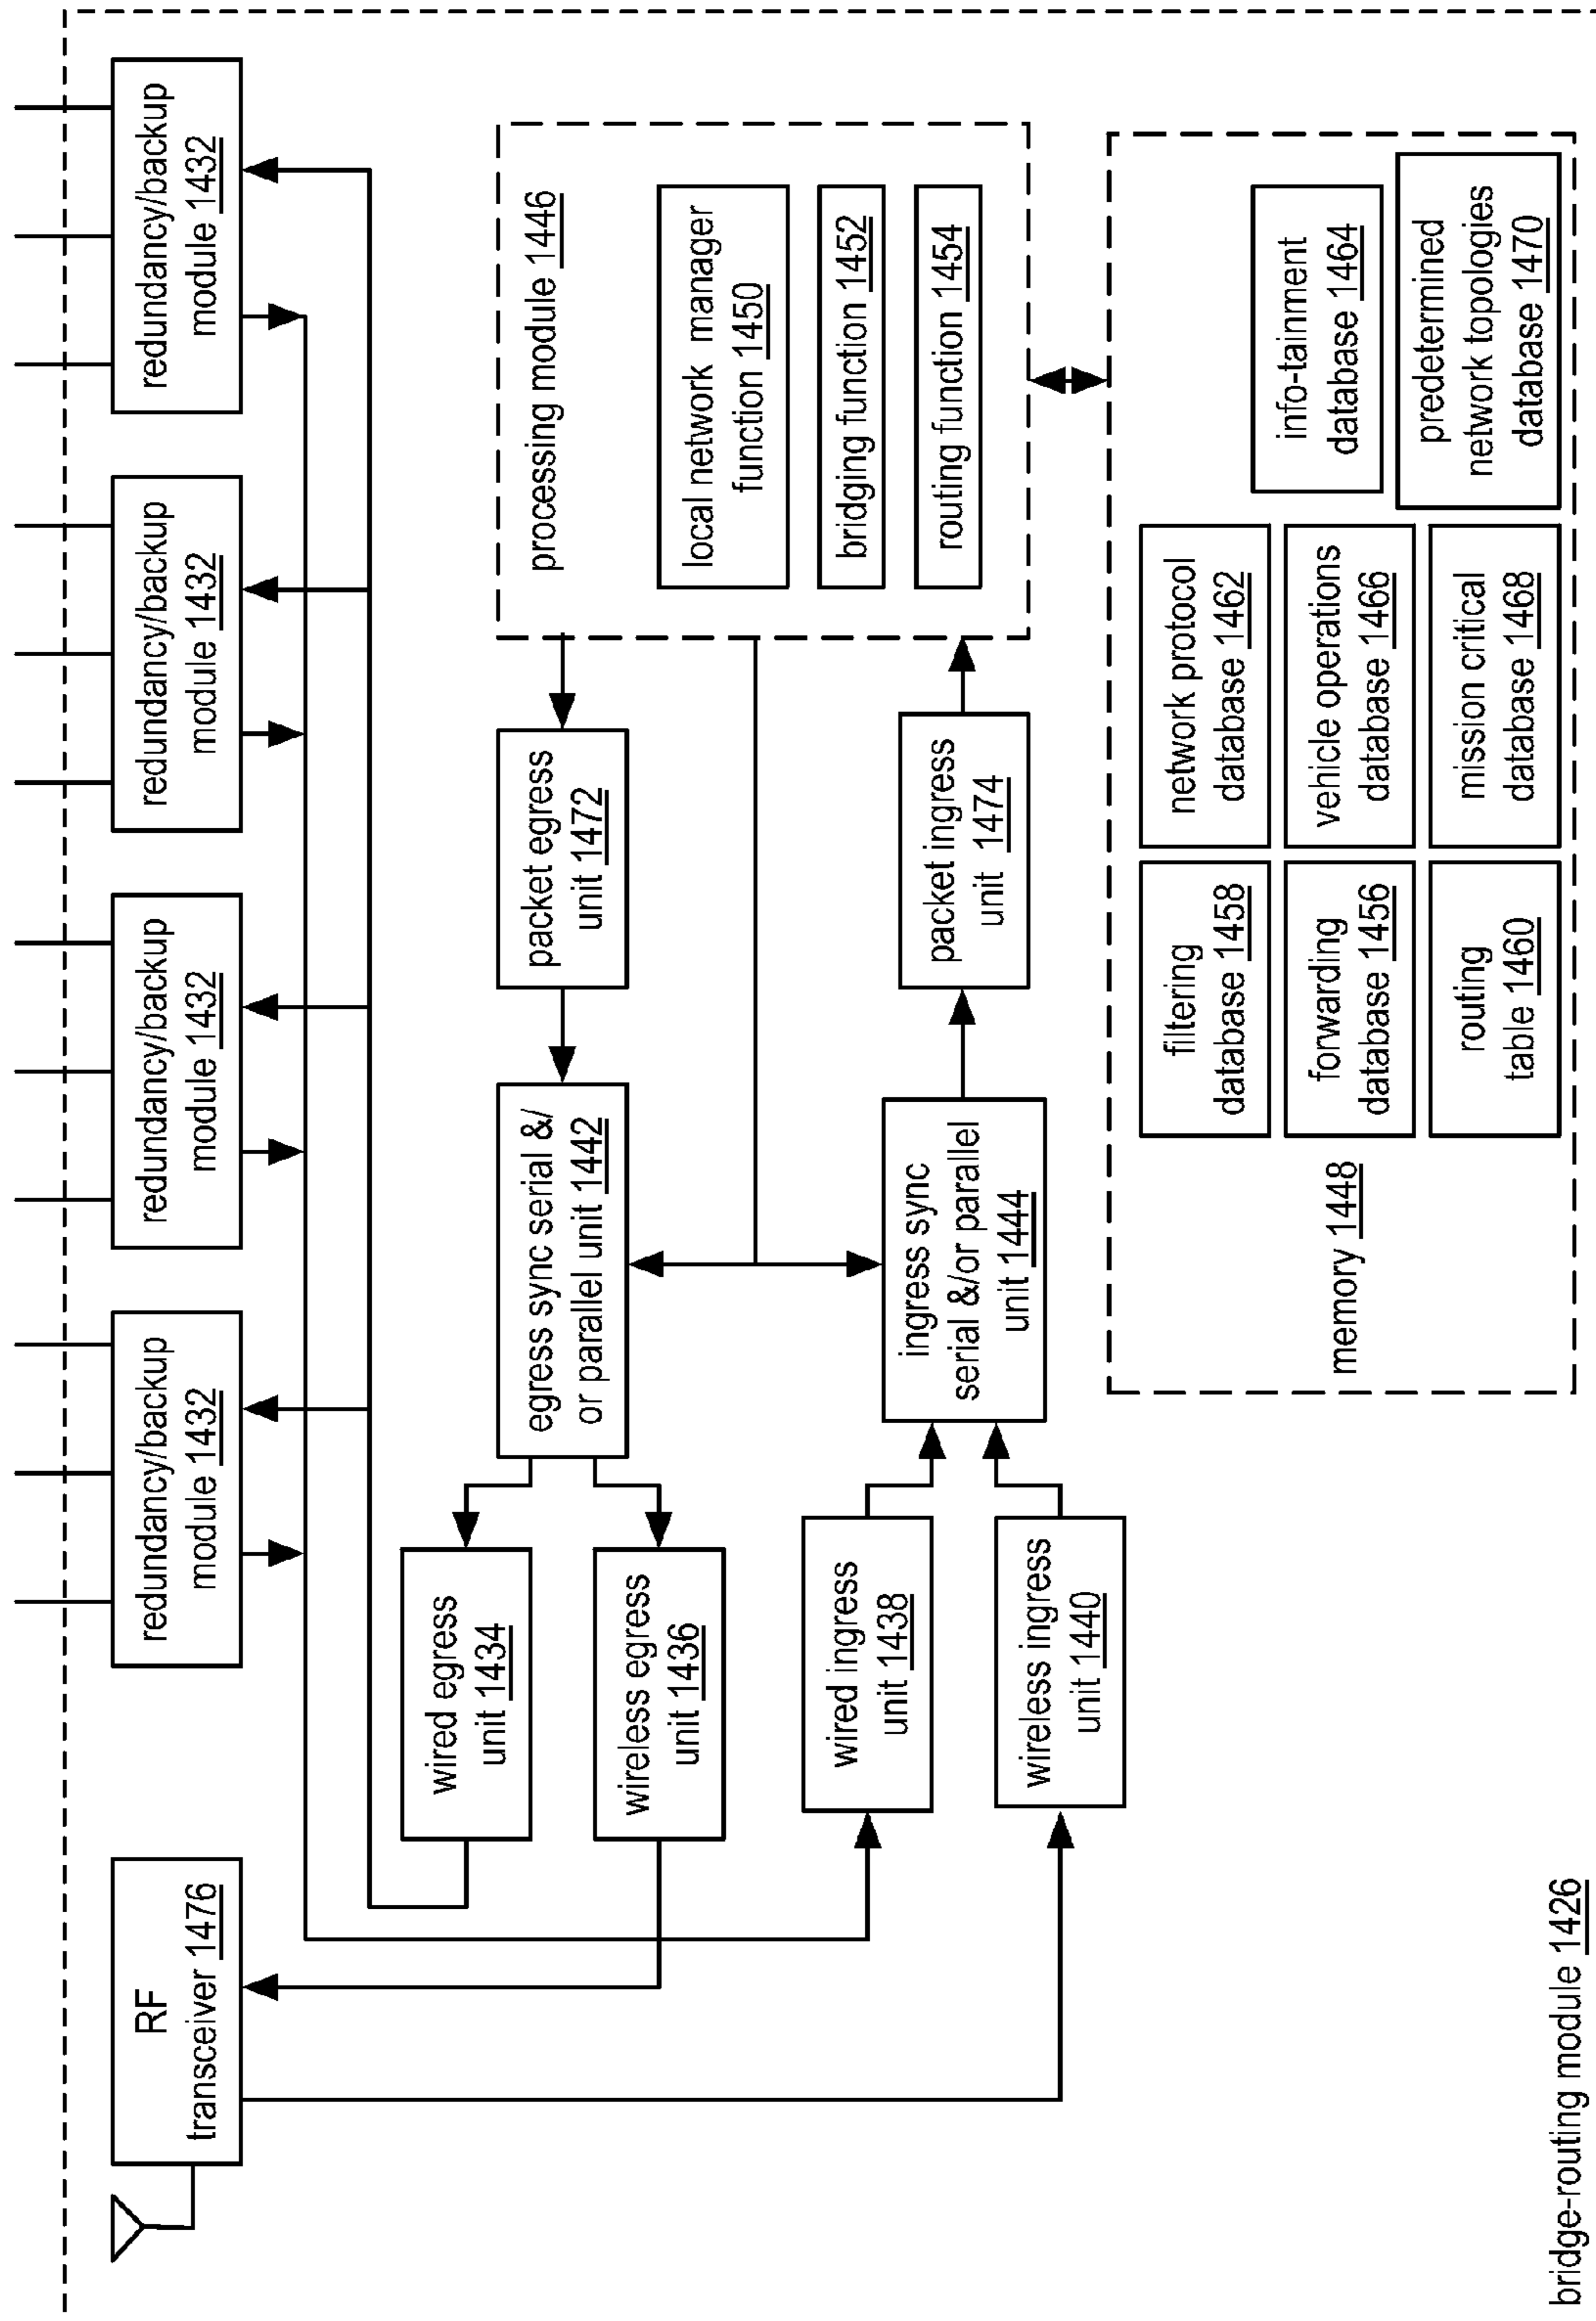 RF
transceiver 1476
redundancy/backup
module 1432
redundancy/backup
module 1432
redundancy/backup
module 1432
redundancy/backup
module 1432
wired egress
unit 1434
wireless egress
unit 1436
egress sync serial &/
or parallel unit 1442
packet egress
unit 1472
processing module 1446
local network manager
function 1450
bridging function 1452
routing function 1454
wired ingress
unit 1438
wireless ingress
unit 1440
ingress sync
serial &/or parallel
unit 1444
packet ingress
unit 1474
memory 1448
filtering
database 1458
network protocol
database 1462
info-tainment
database 1464
forwarding
database 1456
vehicle operations
database 1466
routing
table 1460
mission critical
database 1468
predetermined
network topologies
database 1470
bridge-routing module 1426